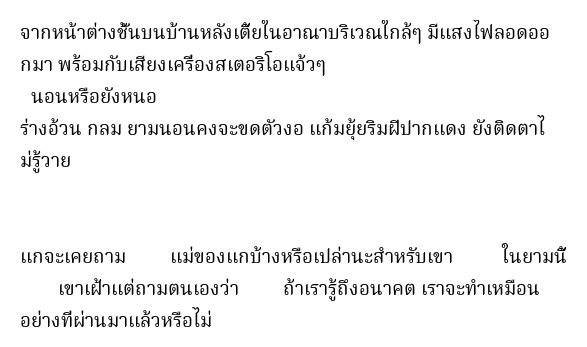 จากหน้าต่างชั้นบนบ้านหลังเตี้ยในอาณาบริเวณใกล้ๆ มีแสงไฟลอดออ
กมา พร้อมกับเสียงเครื่องสเตอริโอแจ้วๆ
นอนหรือยังหนอ
ร่างอ้วน กลม ยามนอนคงจะขดตัวงอ แก้มยุ้ยริมฝีปากแดง ยังติดตาไ
ม่รู้วาย
แกจะเคยถาม แม่ของแกบ้างหรือเปล่านะสำหรับเขา ในยามนี้
เขาเฝ้าแต่ถามตนเองว่า ถ้าเรารู้ถึงอนาคต เราจะทำเหมือน
อย่างที่ผ่านมาแล้วหรือไม่